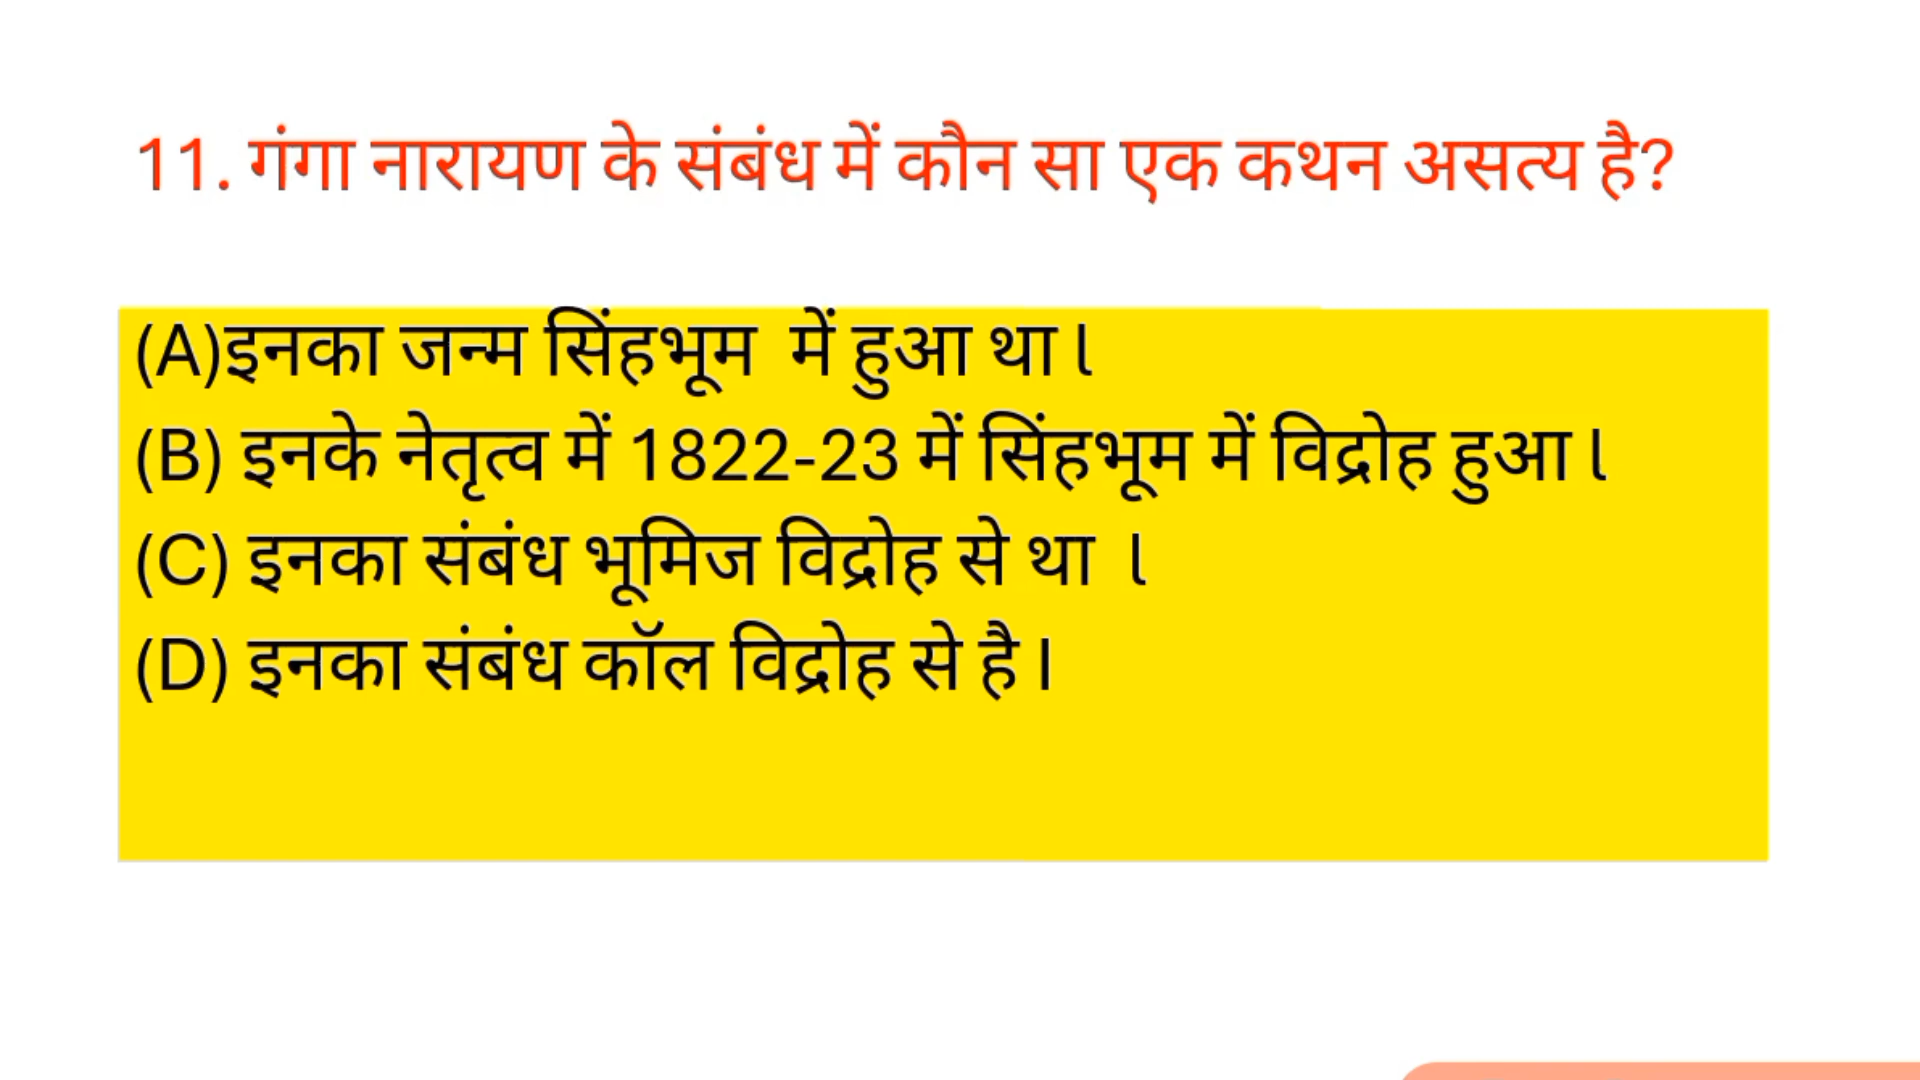 11. गंगा नारायण के संबंध में कौन सा एक कथन असत्य है?
(A)इनका जन्म सिंहभूम में हुआ था l
(B) इनके नेतृत्व में 1822-23 में सिंहभूम में विद्रोह हुआ l
(C) इनका संबंध भूमिज विद्रोह से था l
(D) इनका संबंध कॉल विद्रोह से है I